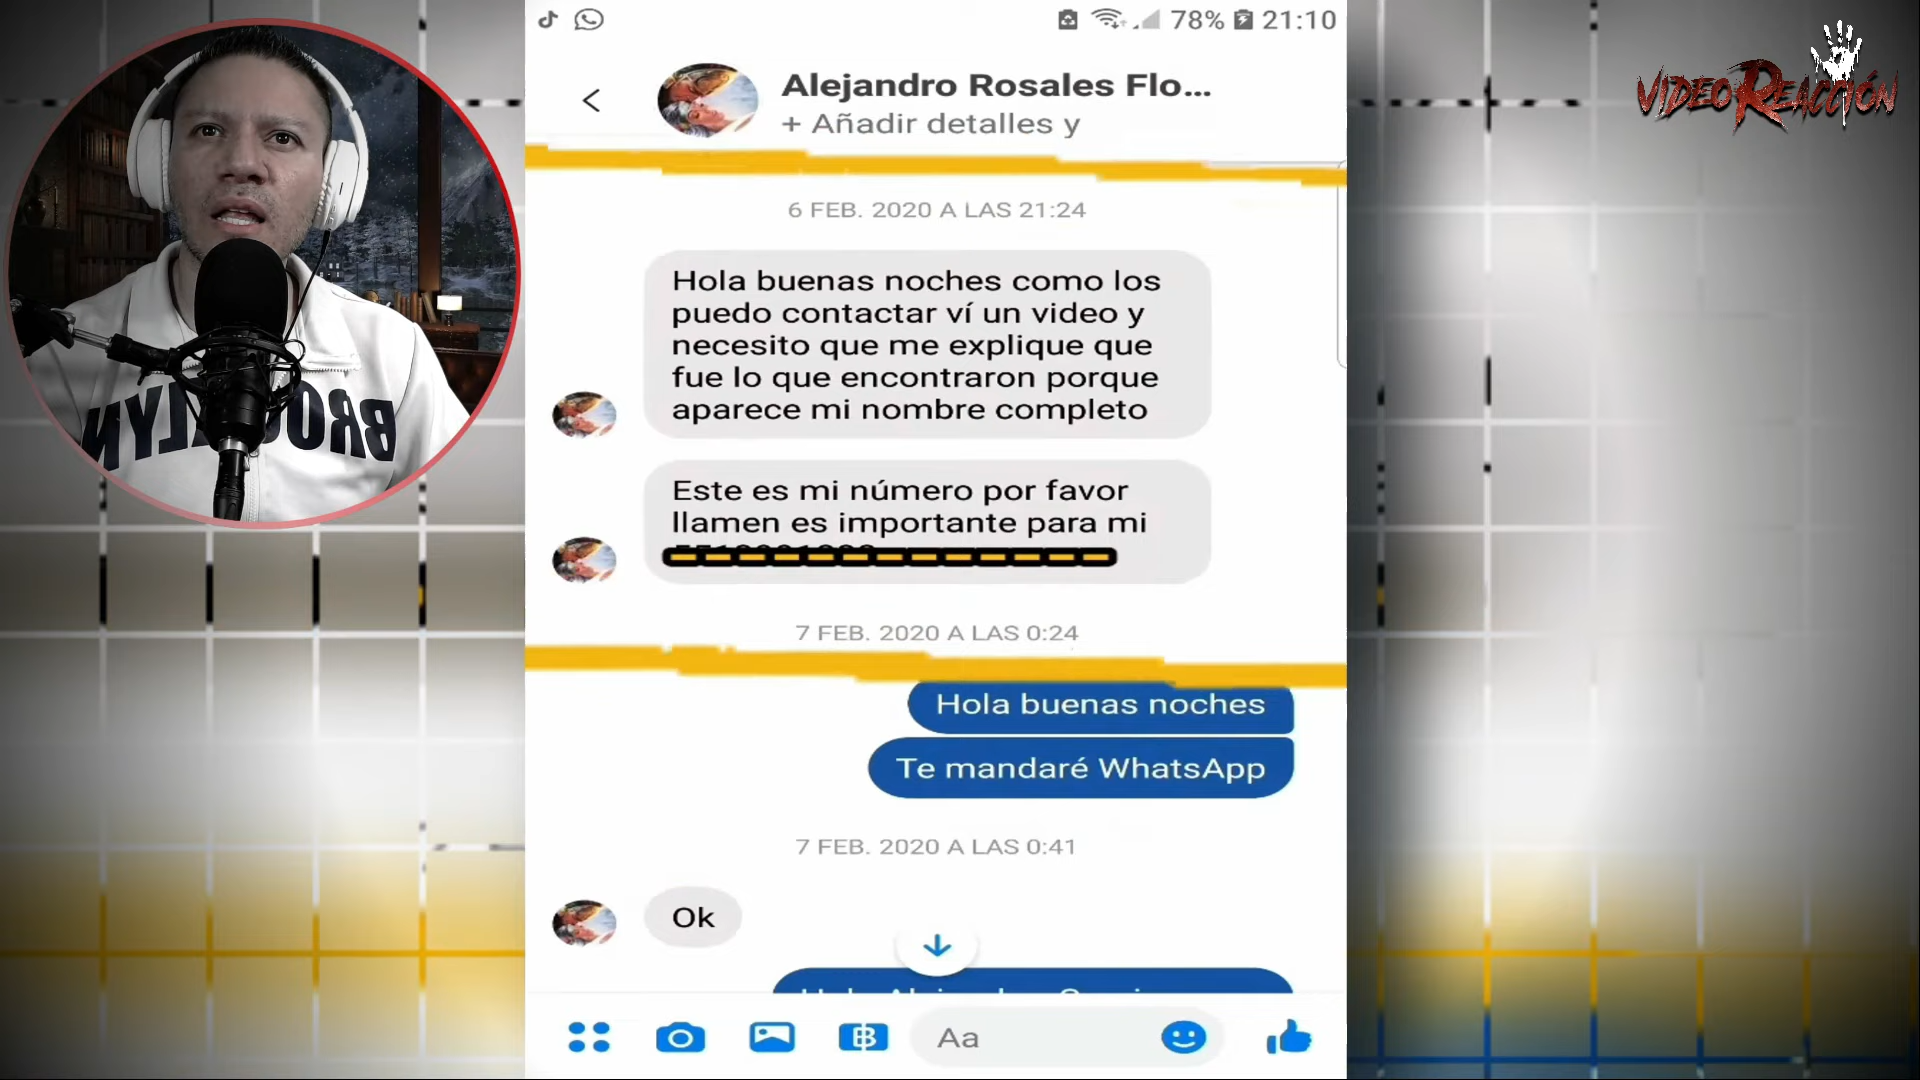 78% 21:10
Alejandro Rosales Flo...
+ Añadir detalles y
VIDEO REACCIÓN
6 FEB. 2020 A LAS 21:24
Hola buenas noches como los
puedo contactar ví un video y
necesito que me explique que
fue lo que encontraron porque
aparece mi nombre completo
Este es mi número por favor
llamen es importante para mi
7 FEB. 2020 A LAS 0:24
Hola buenas noches
Te mandaré WhatsApp
7 FEB. 2020 A LAS 0:41
Ok
Aa
BROOKLYN